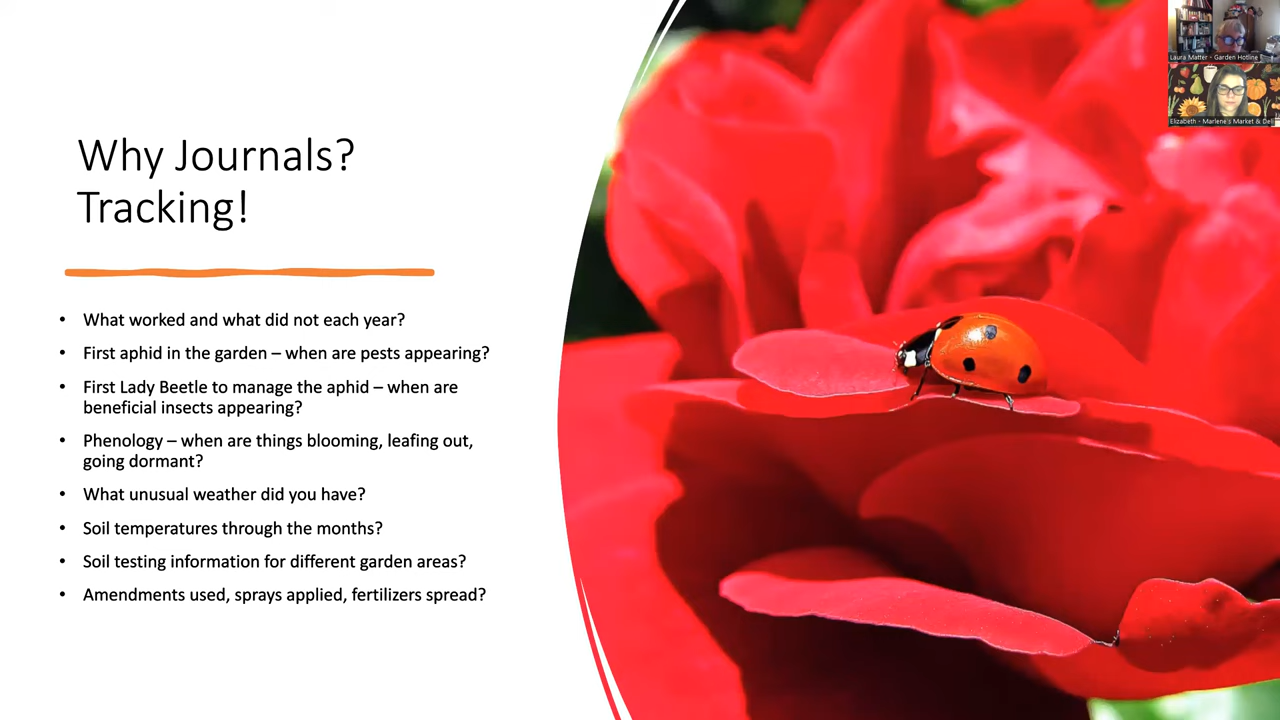 Why Journals?
Tracking!
• What worked and what did not each year?
• First aphid in the garden – when are pests appearing?
• First Lady Beetle to manage the aphid – when are
beneficial insects appearing?
• Phenology – when are things blooming, leafing out,
going dormant?
• What unusual weather did you have?
• Soil temperatures through the months?
• Soil testing information for different garden areas?
• Amendments used, sprays applied, fertilizers spread?
Laura Matter - Garden Hotline
Elizabeth - Marlene's Market & Deli